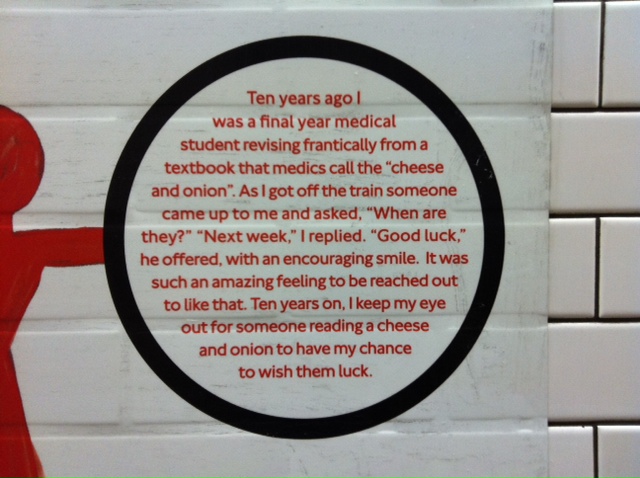 Ten years ago I
was a final year medical
student revising frantically from a
textbook that medics call the “cheese
and onion”. As I got off the train someone
came up to me and asked, “When are
they?” “Next week,” I replied. “Good luck,”
he offered, with an encouraging smile. It was
such an amazing feeling to be reached out
to like that. Ten years on, I keep my eye
out for someone reading a cheese
and onion to have my chance
to wish them luck.